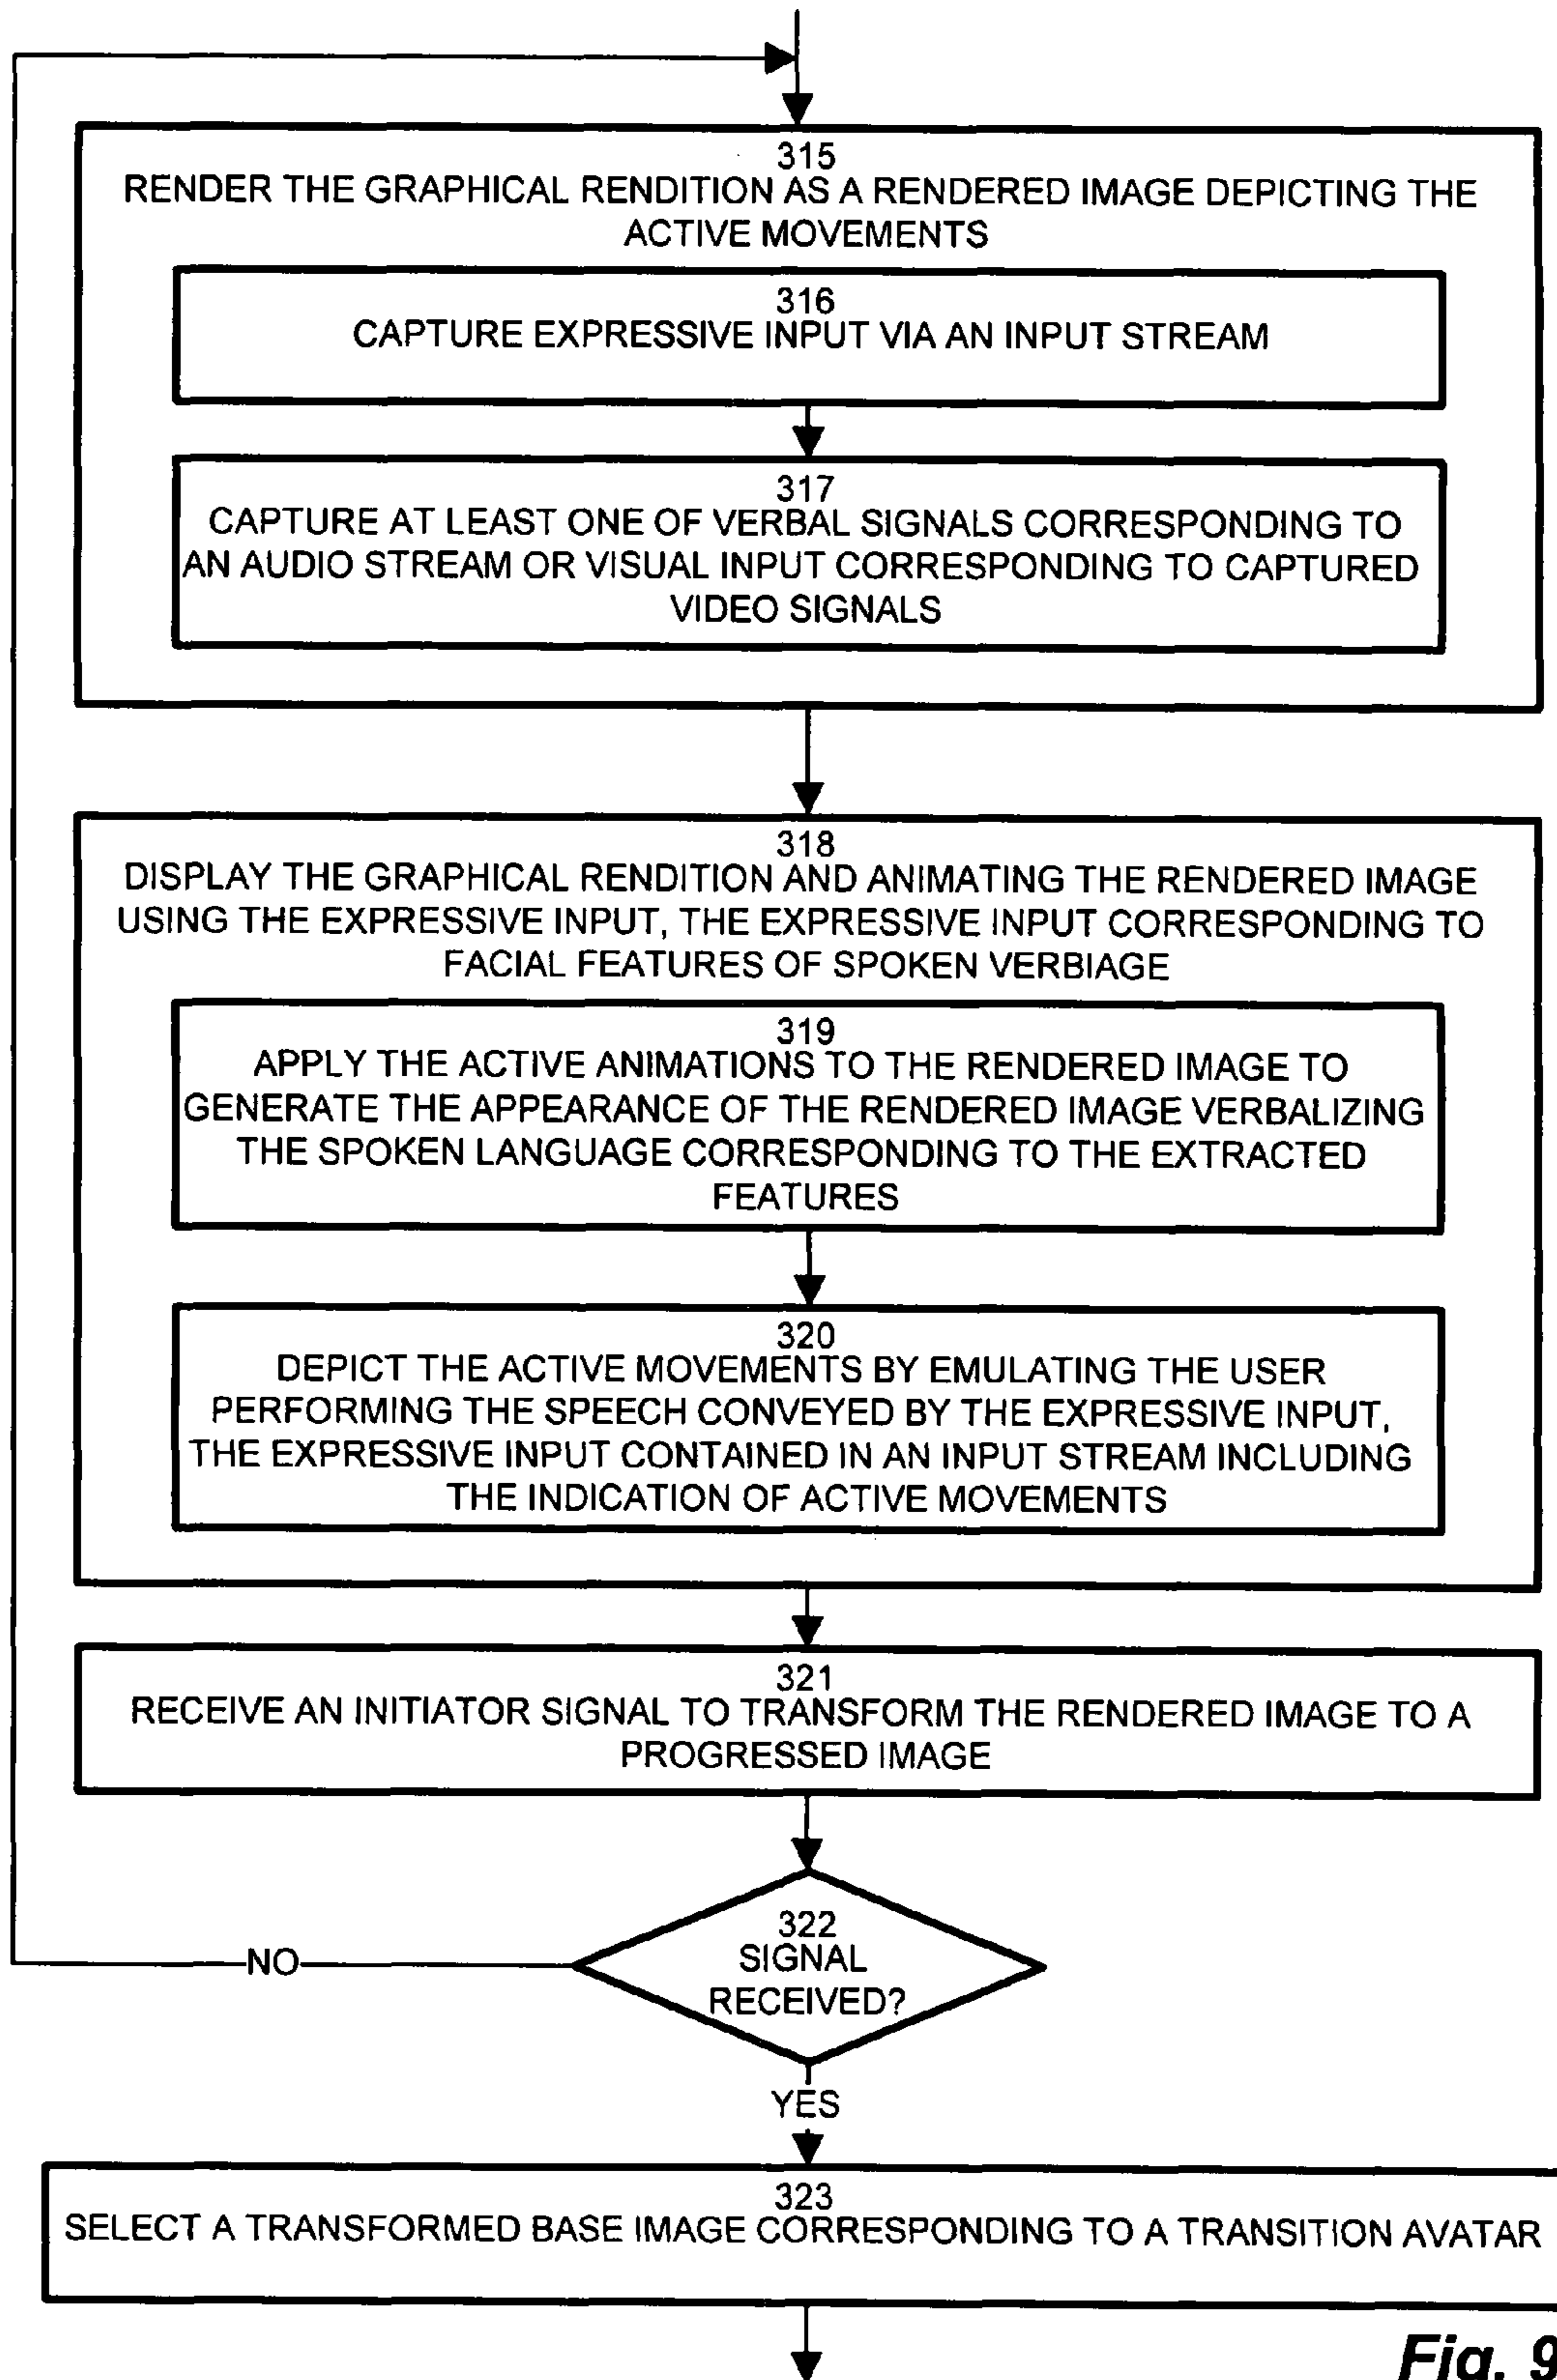 315
RENDER THE GRAPHICAL RENDITION AS A RENDERED IMAGE DEPICTING THE
ACTIVE MOVEMENTS
316
CAPTURE EXPRESSIVE INPUT VIA AN INPUT STREAM
317
CAPTURE AT LEAST ONE OF VERBAL SIGNALS CORRESPONDING TO
AN AUDIO STREAM OR VISUAL INPUT CORRESPONDING TO CAPTURED
VIDEO SIGNALS
318
DISPLAY THE GRAPHICAL RENDITION AND ANIMATING THE RENDERED IMAGE
USING THE EXPRESSIVE INPUT, THE EXPRESSIVE INPUT CORRESPONDING TO
FACIAL FEATURES OF SPOKEN VERBIAGE
319
APPLY THE ACTIVE ANIMATIONS TO THE RENDERED IMAGE TO
GENERATE THE APPEARANCE OF THE RENDERED IMAGE VERBALIZING
THE SPOKEN LANGUAGE CORRESPONDING TO THE EXTRACTED
FEATURES
320
DEPICT THE ACTIVE MOVEMENTS BY EMULATING THE USER
PERFORMING THE SPEECH CONVEYED BY THE EXPRESSIVE INPUT,
THE EXPRESSIVE INPUT CONTAINED IN AN INPUT STREAM INCLUDING
THE INDICATION OF ACTIVE MOVEMENTS
321
RECEIVE AN INITIATOR SIGNAL TO TRANSFORM THE RENDERED IMAGE TO A
PROGRESSED IMAGE
322
SIGNAL
RECEIVED?
NO
YES
323
SELECT A TRANSFORMED BASE IMAGE CORRESPONDING TO A TRANSITION AVATAR
Fig. 9